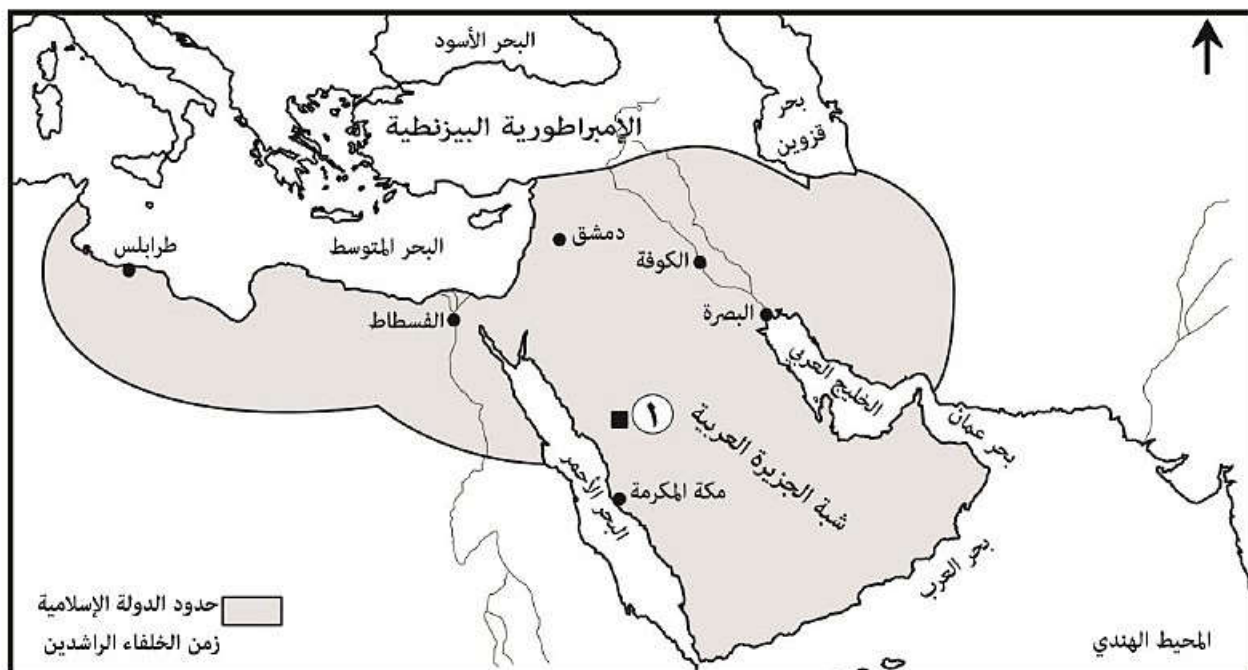 البحر الأسود
بحر
قزوين
الإمبراطورية البيزنطية
طرابلس
البحر المتوسط
دمشق
الكوفة
الفسطاط
البصرة
الخليج العربي
أ
شبة الجزيرة العربية
بحر عمان
البحر الأحمر
مكة المكرمة
بحر العرب
حدود الدولة الإسلامية
زمن الخلفاء الراشدين
المحيط الهندي